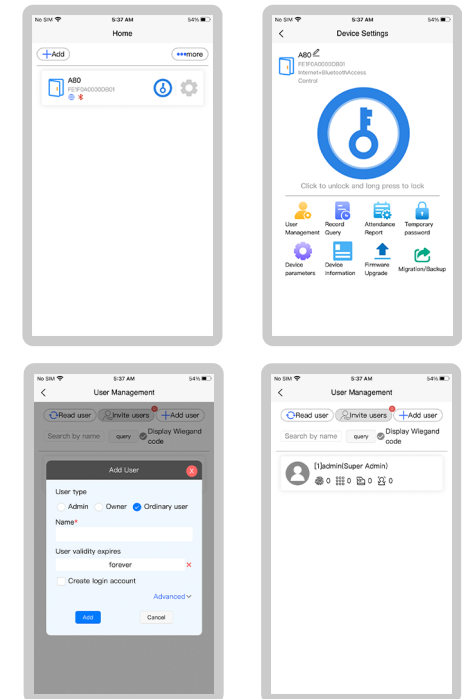 No SIM 5:37 AM 54%
Home
+Add
•••more
A80
FE1F0A0000DB01
No SIM 5:37 AM 54%
Device Settings
A80
FE1F0A0000DB01
Internet+BluetoothAccess
Control
Click to unlock and long press to lock
User
Management
Record
Query
Attendance
Report
Temporary
password
Device
parameters
Device
information
Firmware
Upgrade
Migration/Backup
No SIM 5:37 AM 54%
User Management
Read user
Invite users
+Add user
Search by name
query
Display Wiegand
code
Add User
User type
Admin Owner Ordinary user
Name*
User validity expires
forever
Create login account
Advanced
Add
Cancel
No SIM 5:37 AM 54%
User Management
Read user
Invite users
+Add user
Search by name
query
Display Wiegand
code
[1]admin(Super Admin)
0 0 0 0